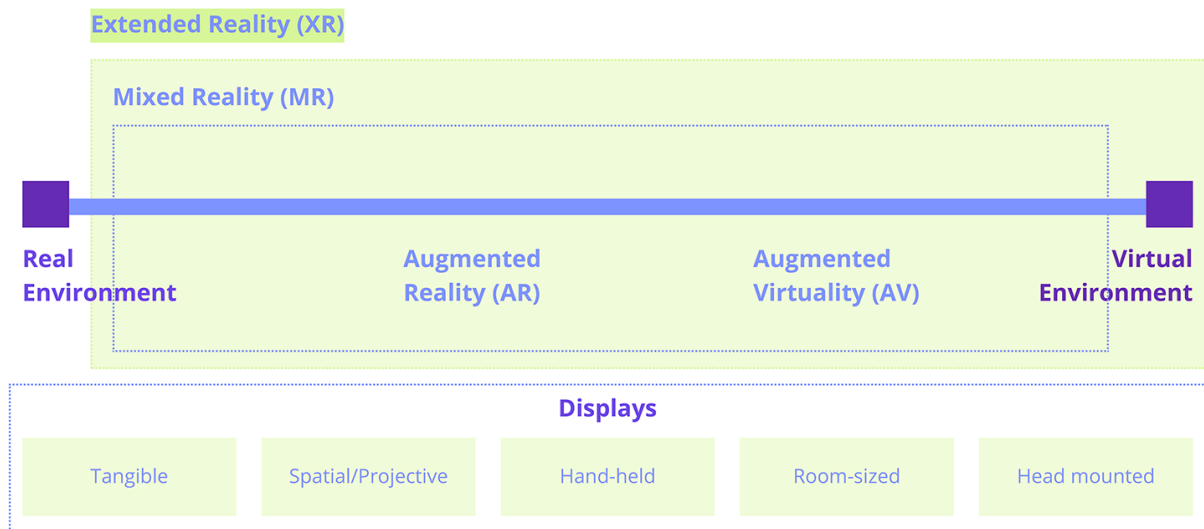 Extended Reality (XR)
Mixed Reality (MR)
Real
Environment
Augmented
Reality (AR)
Augmented
Virtuality (AV)
Virtual
Environment
Displays
Tangible
Spatial/Projective
Hand-held
Room-sized
Head mounted